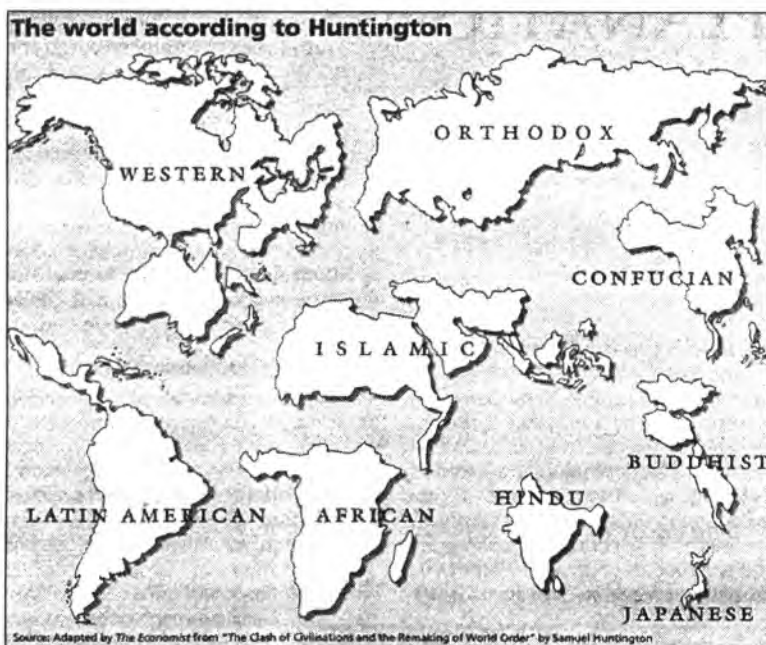 The world according to Huntington
ORTHODOX
WESTERN
CONFUCIAN
ISLAMIC
BUDDHIST
HINDU
LATIN AMERICAN
AFRICAN
JAPANESE
Source: Adapted by The Economist from "The Clash of Civilisations and the Remaking of World Order" by Samuel Huntington